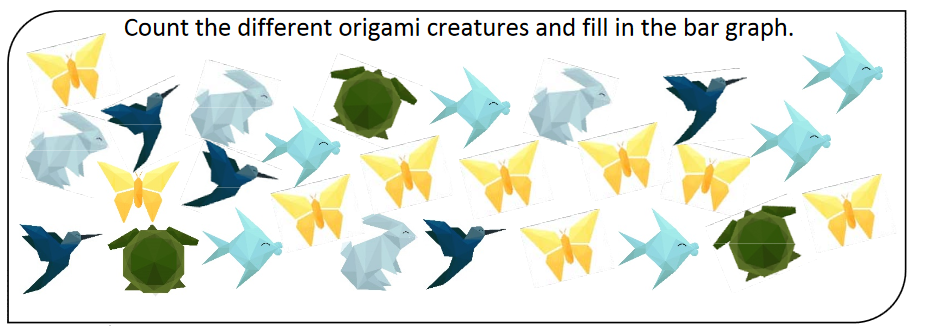 Count the different origami creatures and fill in the bar graph.